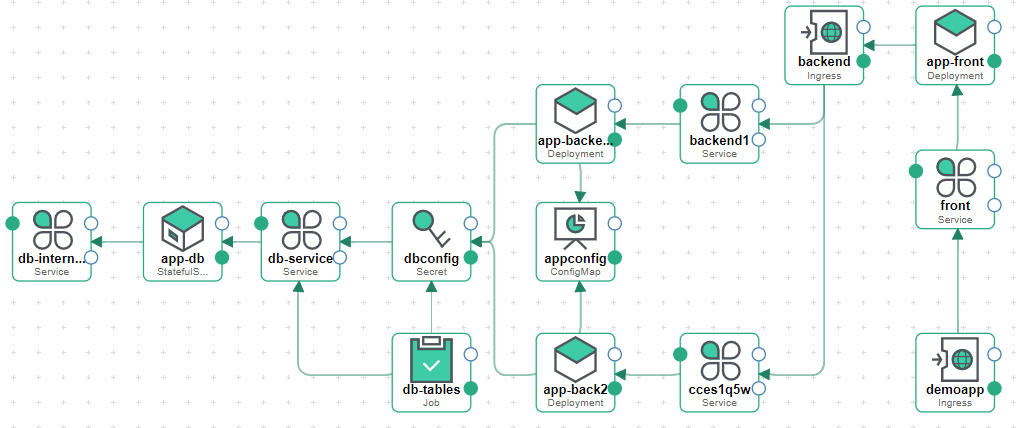 backend
Ingress
app-front
Deployment
app-backe...
Deployment
backend1
Service
front
Service
db-intern...
Service
app-db
StatefulS...
db-service
Service
dbconfig
Secret
appconfig
ConfigMap
db-tables
Job
app-back2
Deployment
cces1q5w
Service
demoapp
Ingress